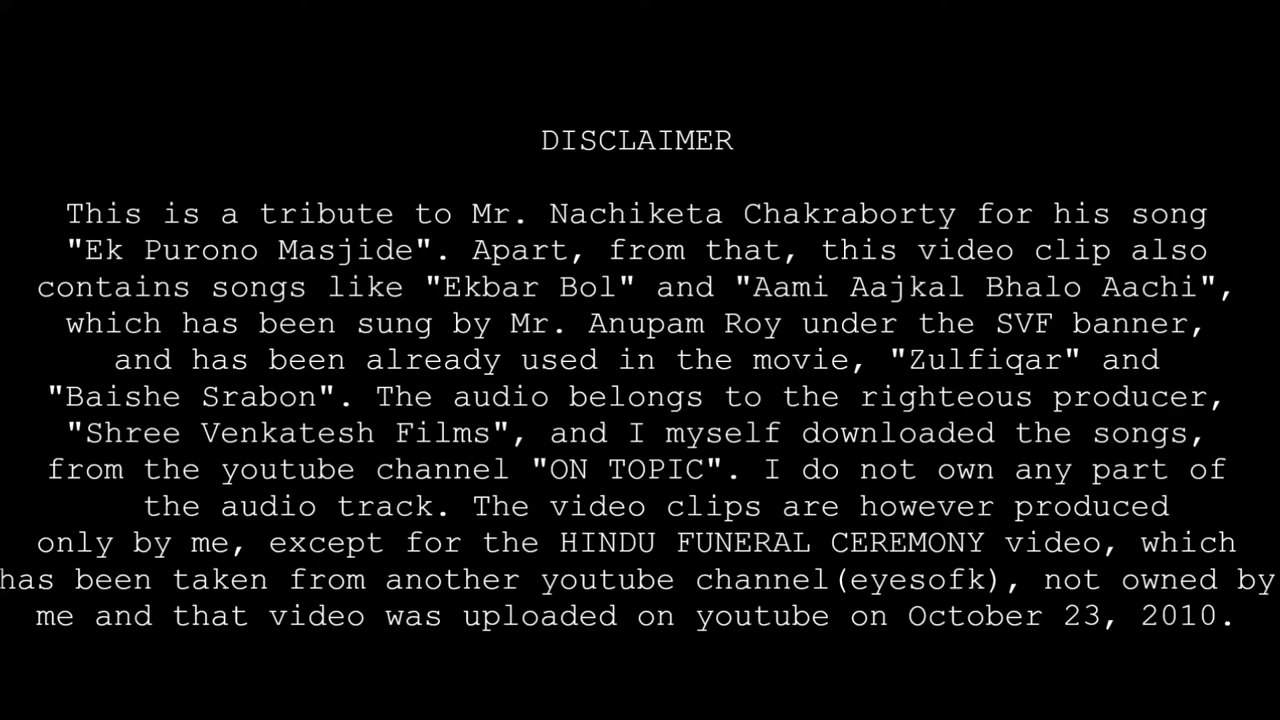 DISCLAIMER
This is a tribute to Mr. Nachiketa Chakraborty for his song
"Ek Purono Masjide". Apart, from that, this video clip also
contains songs like "Ekbar Bol" and "Aami Aajkal Bhalo Aachi",
which has been sung by Mr. Anupam Roy under the SVF banner,
and has been already used in the movie, "Zulfiqar" and
"Baishe Srabon". The audio belongs to the righteous producer,
"Shree Venkatesh Films", and I myself downloaded the songs,
from the youtube channel "ON TOPIC". I do not own any part of
the audio track. The video clips are however produced
only by me, except for the HINDU FUNERAL CEREMONY video, which
has been taken from another youtube channel(eyesofk), not owned by
me and that video was uploaded on youtube on October 23, 2010.